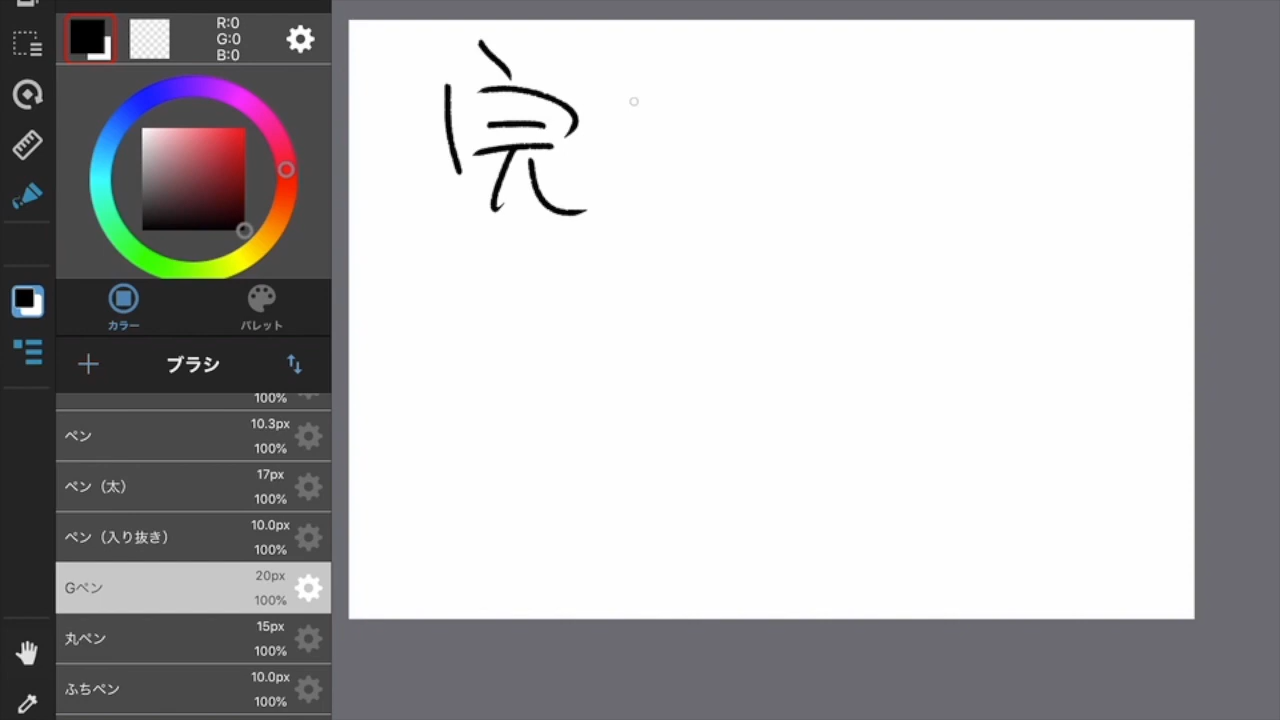 R:0
G:0
B:0
カラー
パレット
ブラシ
100%
ペン 10.3px 100%
ペン（太） 17px 100%
ペン（入り抜き） 10.0px 100%
Gペン 20px 100%
丸ペン 15px 100%
ふちペン 10.0px 100%
完